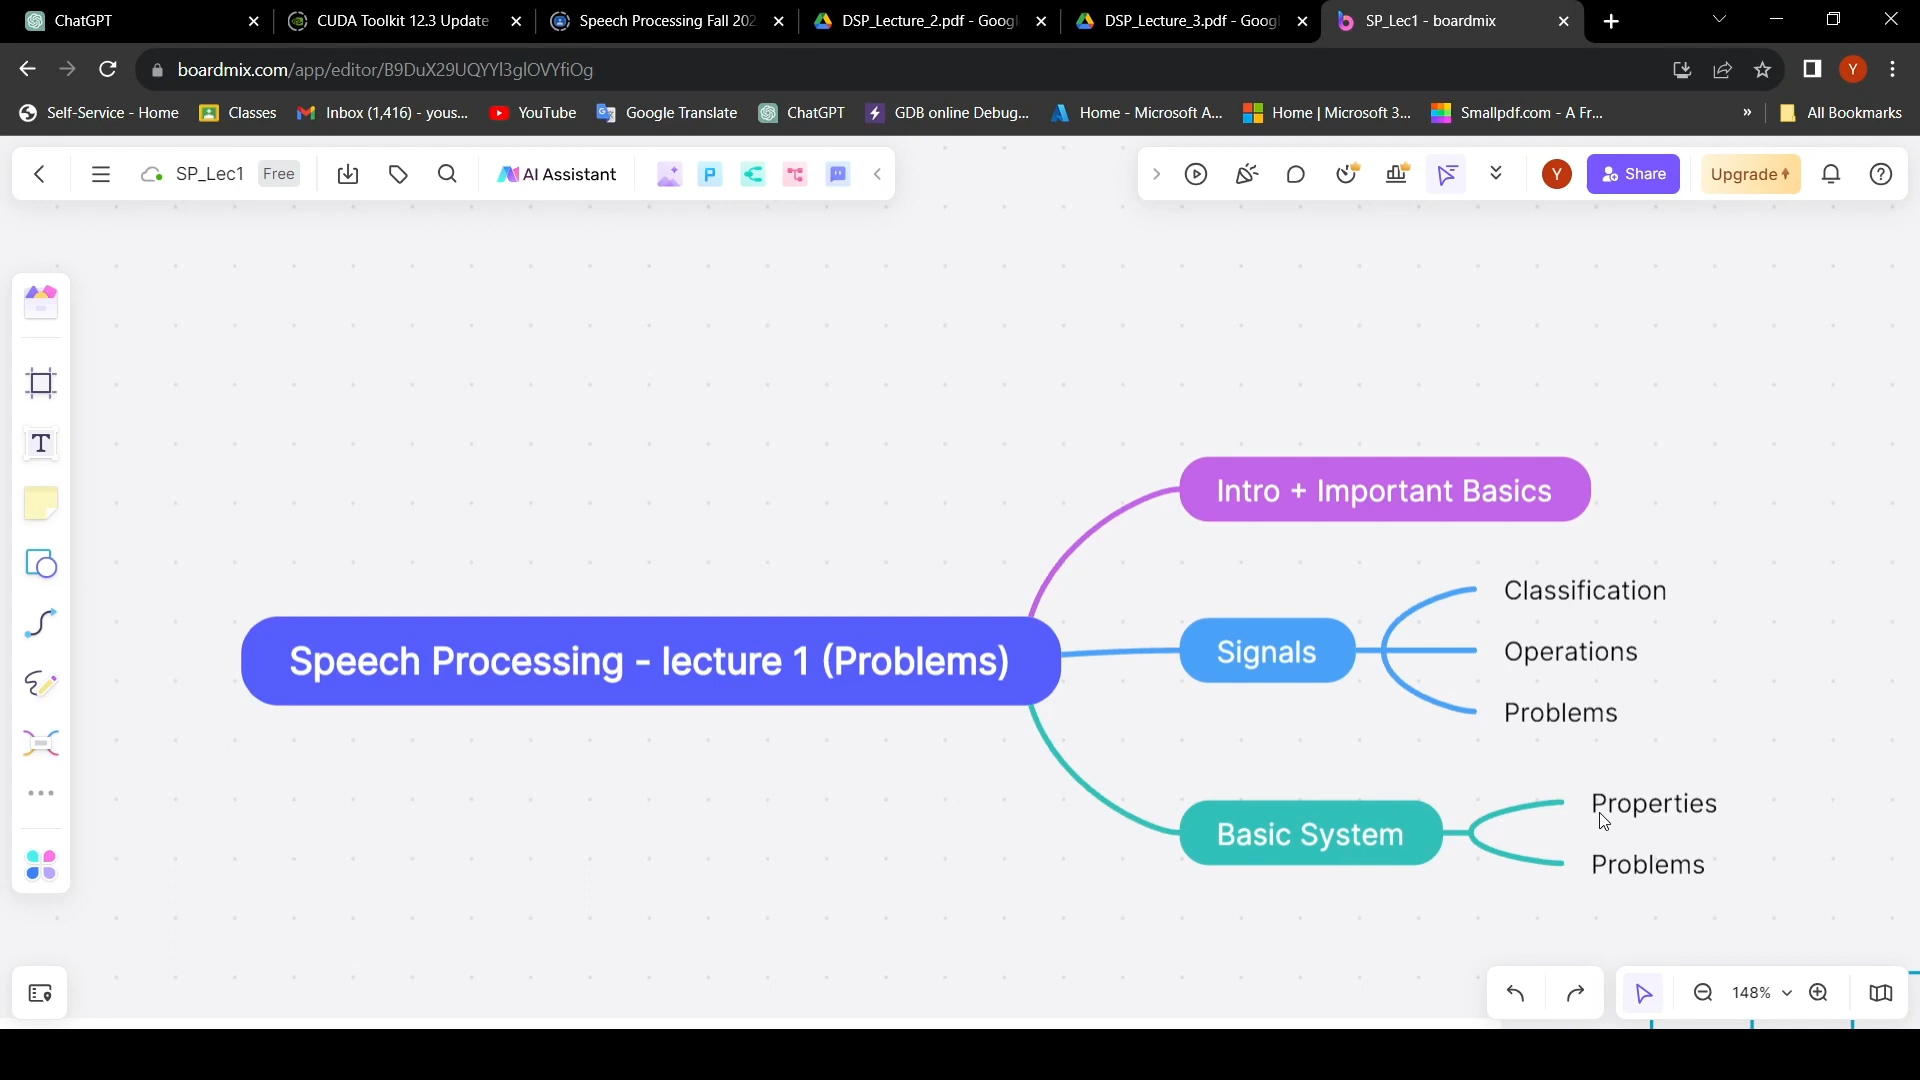 ChatGPT
CUDA Toolkit 12.3 Update
Speech Processing Fall 202
DSP_Lecture_2.pdf - Googl
DSP_Lecture_3.pdf - Googl
SP_Lec1 - boardmix
boardmix.com/app/editor/B9DuX29UQYYI3glOVYfiOg
Y
Self-Service - Home
Classes
Inbox (1,416) - yous...
YouTube
Google Translate
ChatGPT
GDB online Debug...
Home - Microsoft A...
Home | Microsoft 3...
Smallpdf.com - A Fr...
»
All Bookmarks
SP_Lec1
Free
AI Assistant
P
Y
Share
Upgrade
T
Intro + Important Basics
Classification
Speech Processing - lecture 1 (Problems)
Signals
Operations
Problems
Properties
Basic System
Problems
148%